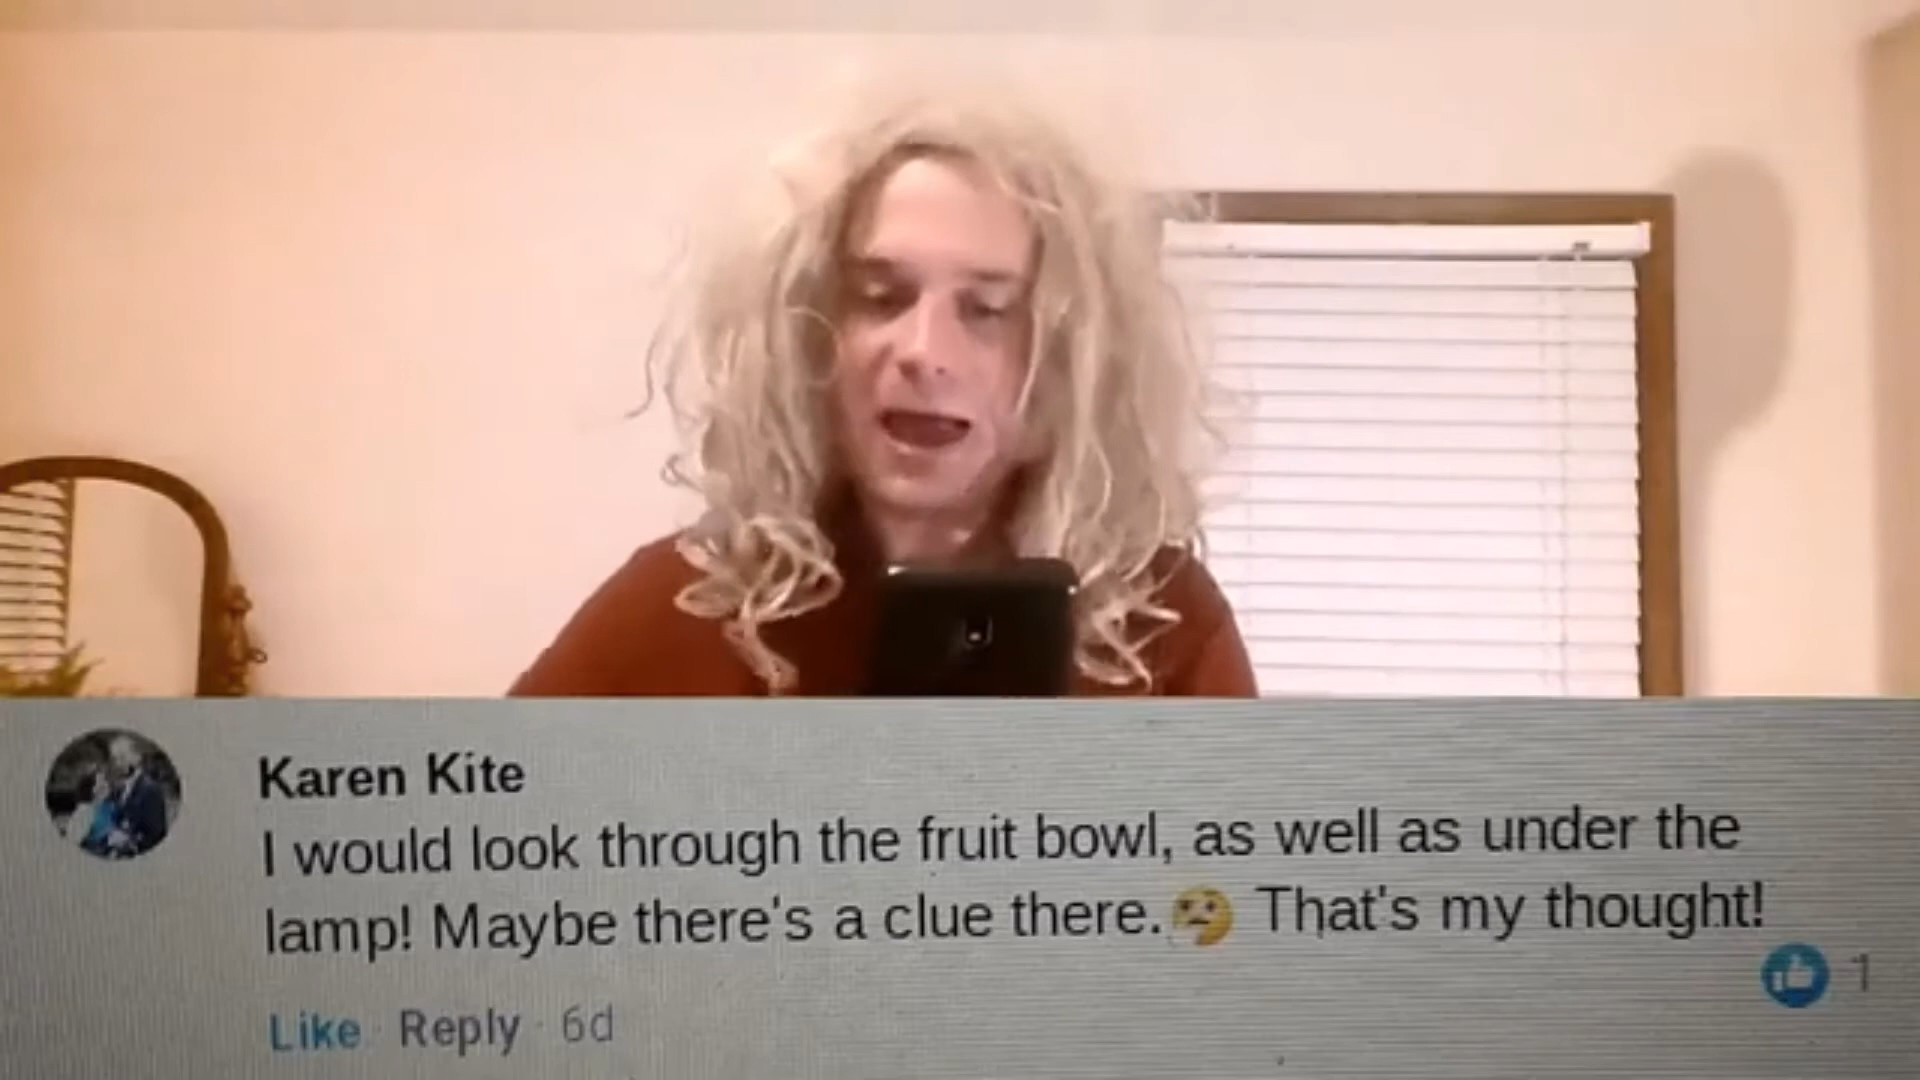 Karen Kite
I would look through the fruit bowl, as well as under the
lamp! Maybe there's a clue there.🤔 That's my thought!
1
Like · Reply · 6d